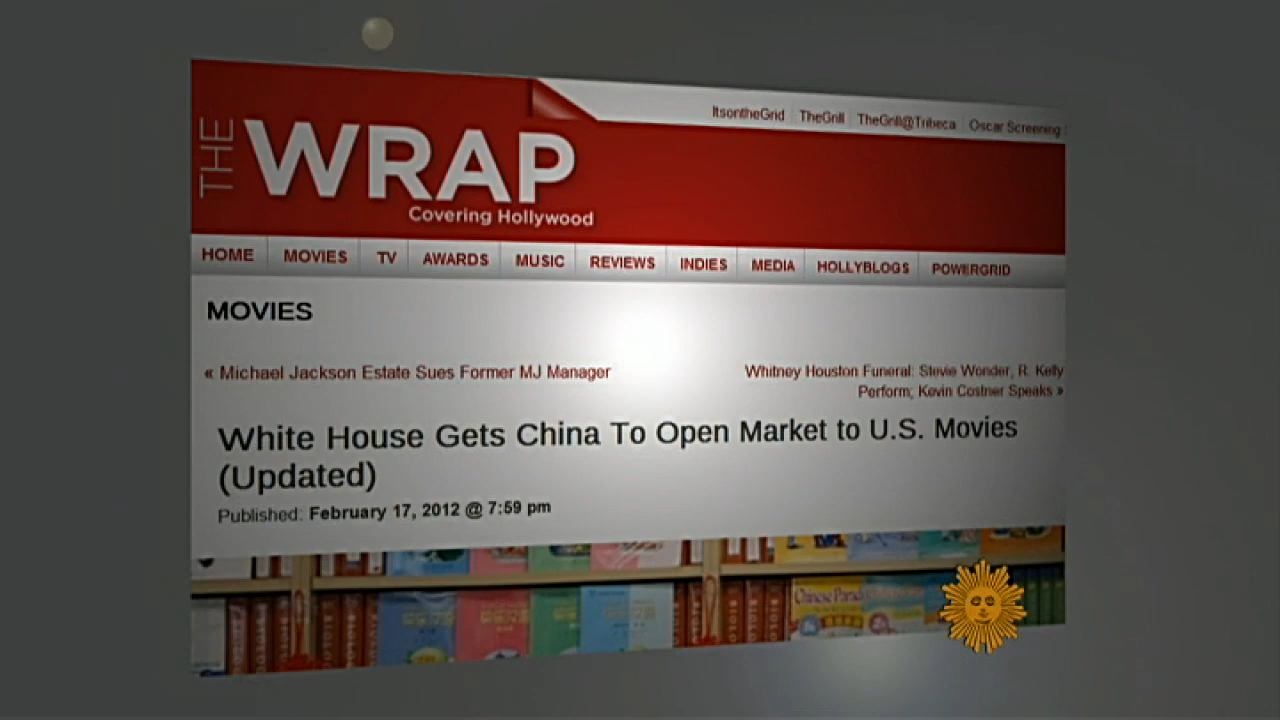 ItsontheGrid TheGrill TheGrill@Tribeca Oscar Screening
THE WRAP
Covering Hollywood
HOME MOVIES TV AWARDS MUSIC REVIEWS INDIES MEDIA HOLLYBLOGS POWERGRID
MOVIES
« Michael Jackson Estate Sues Former MJ Manager
Whitney Houston Funeral: Stevie Wonder, R. Kelly
Perform; Kevin Costner Speaks »
White House Gets China To Open Market to U.S. Movies
(Updated)
Published: February 17, 2012 @ 7:59 pm